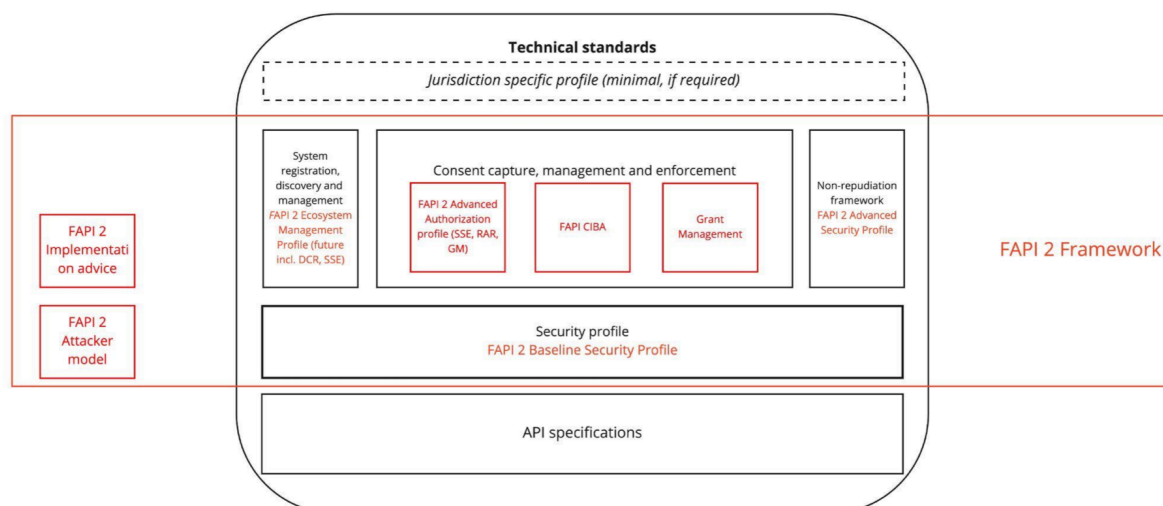 Technical standards
Jurisdiction specific profile (minimal, if required)
System
registration,
discovery and
management
FAPI 2 Ecosystem
Management
Profile (future
incl. DCR, SSE)
Consent capture, management and enforcement
FAPI 2 Advanced
Authorization
profile (SSE, RAR,
GM)
FAPI CIBA
Grant
Management
Non-repudiation
framework
FAPI 2 Advanced
Security Profile
FAPI 2
Implementati
on advice
FAPI 2
Attacker
model
FAPI 2 Framework
Security profile
FAPI 2 Baseline Security Profile
API specifications